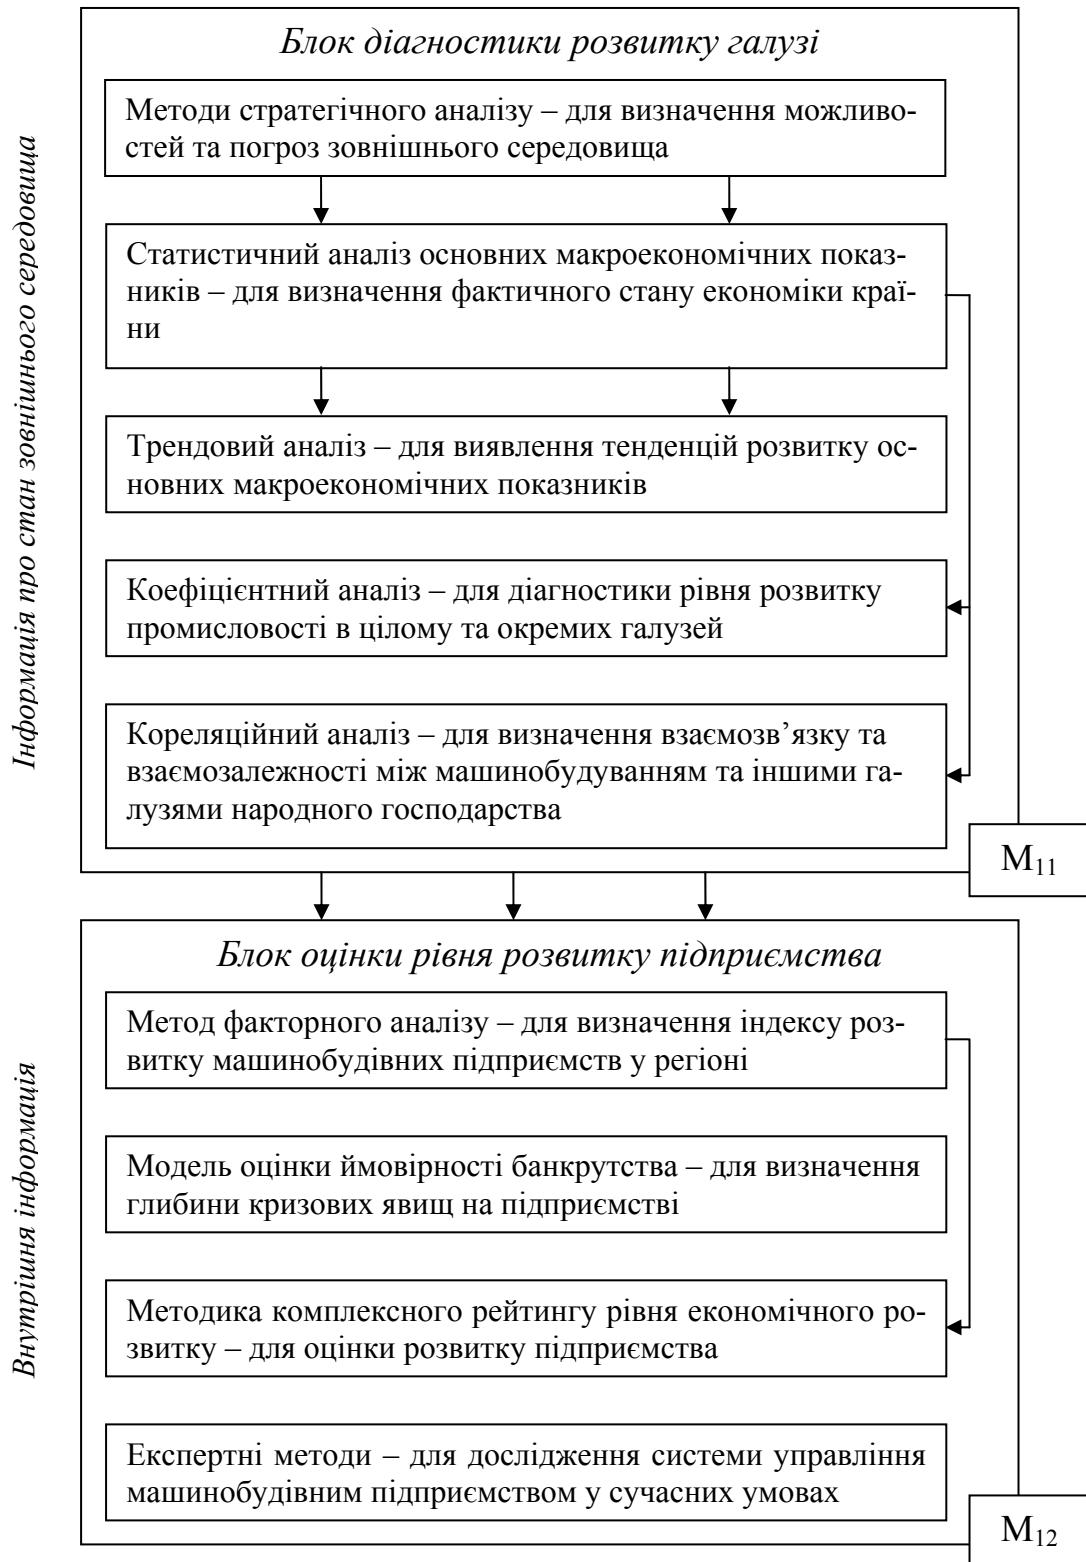 Блок діагностики розвитку галузі
Методи стратегічного аналізу – для визначення можливо-
стей та погроз зовнішнього середовища
Статистичний аналіз основних макроекономічних показ-
ників – для визначення фактичного стану економіки краї-
ни
Трендовий аналіз – для виявлення тенденцій розвитку ос-
новних макроекономічних показників
Коефіцієнтний аналіз – для діагностики рівня розвитку
промисловості в цілому та окремих галузей
Кореляційний аналіз – для визначення взаємозв’язку та
взаємозалежності між машинобудуванням та іншими га-
лузями народного господарства
М₁₁
Інформація про стан зовнішнього середовища
Блок оцінки рівня розвитку підприємства
Метод факторного аналізу – для визначення індексу роз-
витку машинобудівних підприємств у регіоні
Модель оцінки ймовірності банкрутства – для визначення
глибини кризових явищ на підприємстві
Методика комплексного рейтингу рівня економічного ро-
звитку – для оцінки розвитку підприємства
Експертні методи – для дослідження системи управління
машинобудівним підприємством у сучасних умовах
М₁₂
Внутрішня інформація